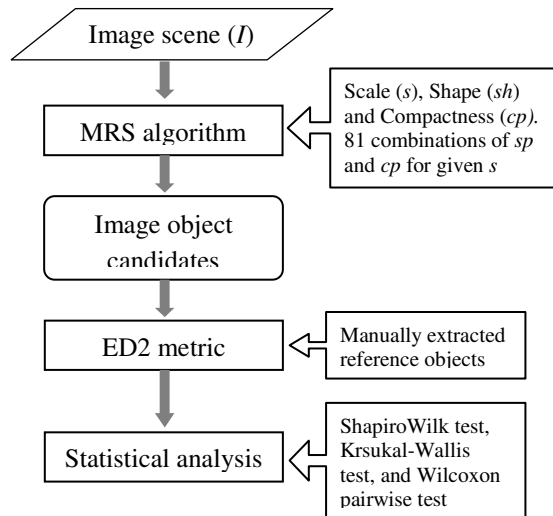 Image scene (I)
MRS algorithm
Scale (s), Shape (sh)
and Compactness (cp).
81 combinations of sp
and cp for given s
Image object
candidates
ED2 metric
Manually extracted
reference objects
Statistical analysis
ShapiroWilk test,
Krsukal-Wallis
test, and Wilcoxon
pairwise test